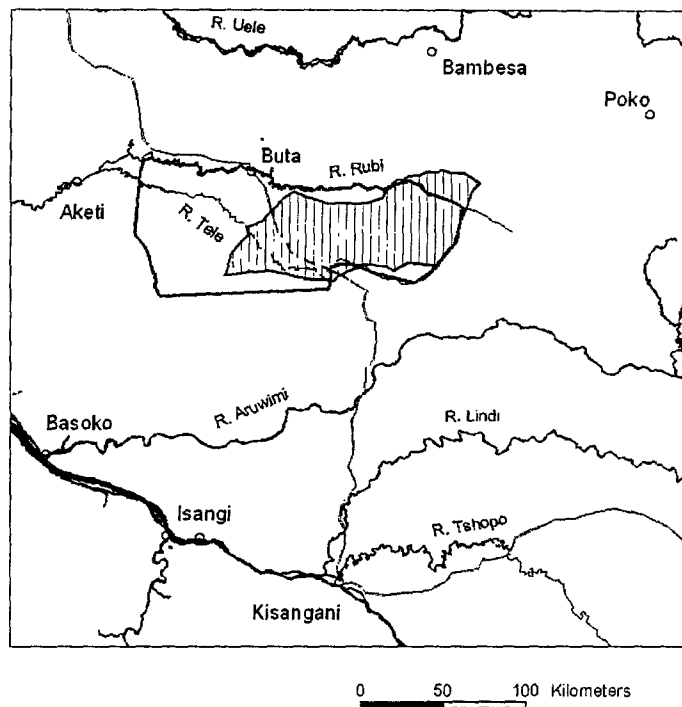 R. Uele
Bambesa
Poko
Buta
R. Rubi
Aketi
R. Tele
R. Aruwimi
Basoko
R. Lindi
Isangi
R. Tshopo
Kisangani
0 50 100 Kilometers